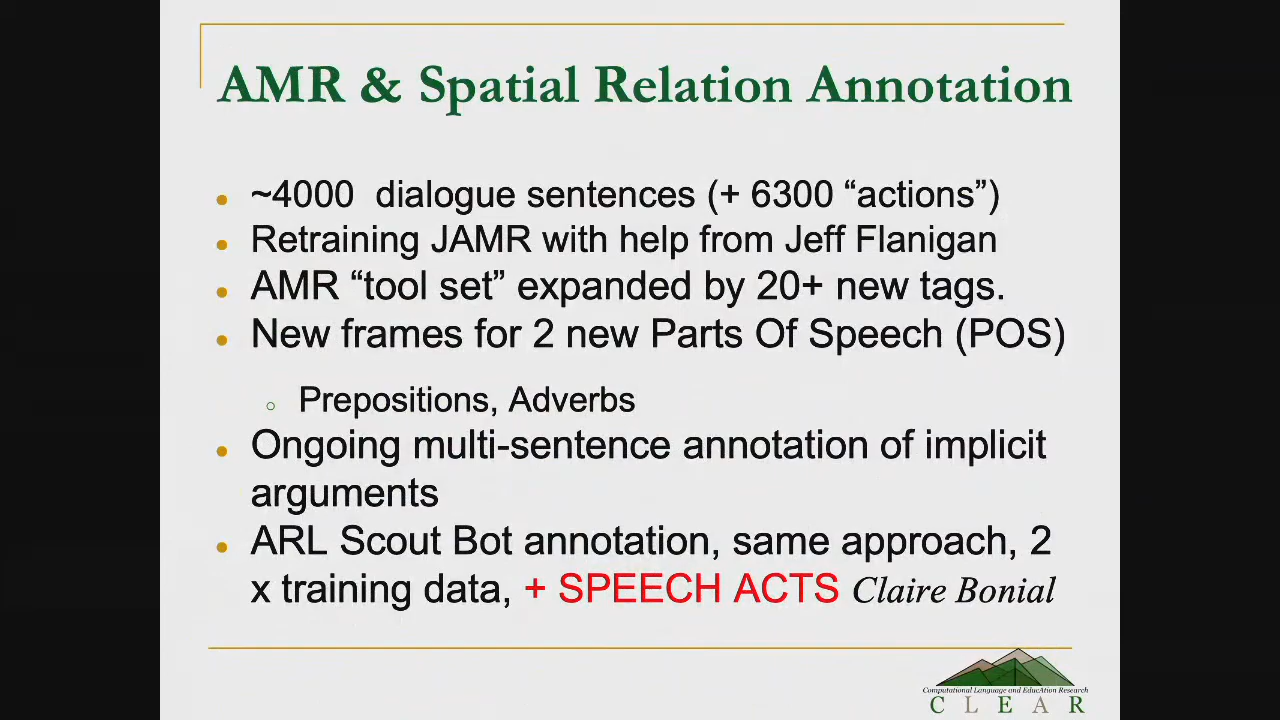 AMR & Spatial Relation Annotation
~4000 dialogue sentences (+ 6300 “actions”)
Retraining JAMR with help from Jeff Flanigan
AMR “tool set” expanded by 20+ new tags.
New frames for 2 new Parts Of Speech (POS)
Prepositions, Adverbs
Ongoing multi-sentence annotation of implicit
arguments
ARL Scout Bot annotation, same approach, 2
x training data, + SPEECH ACTS Claire Bonial
Computational Language and EducAtion Research
C L E A R